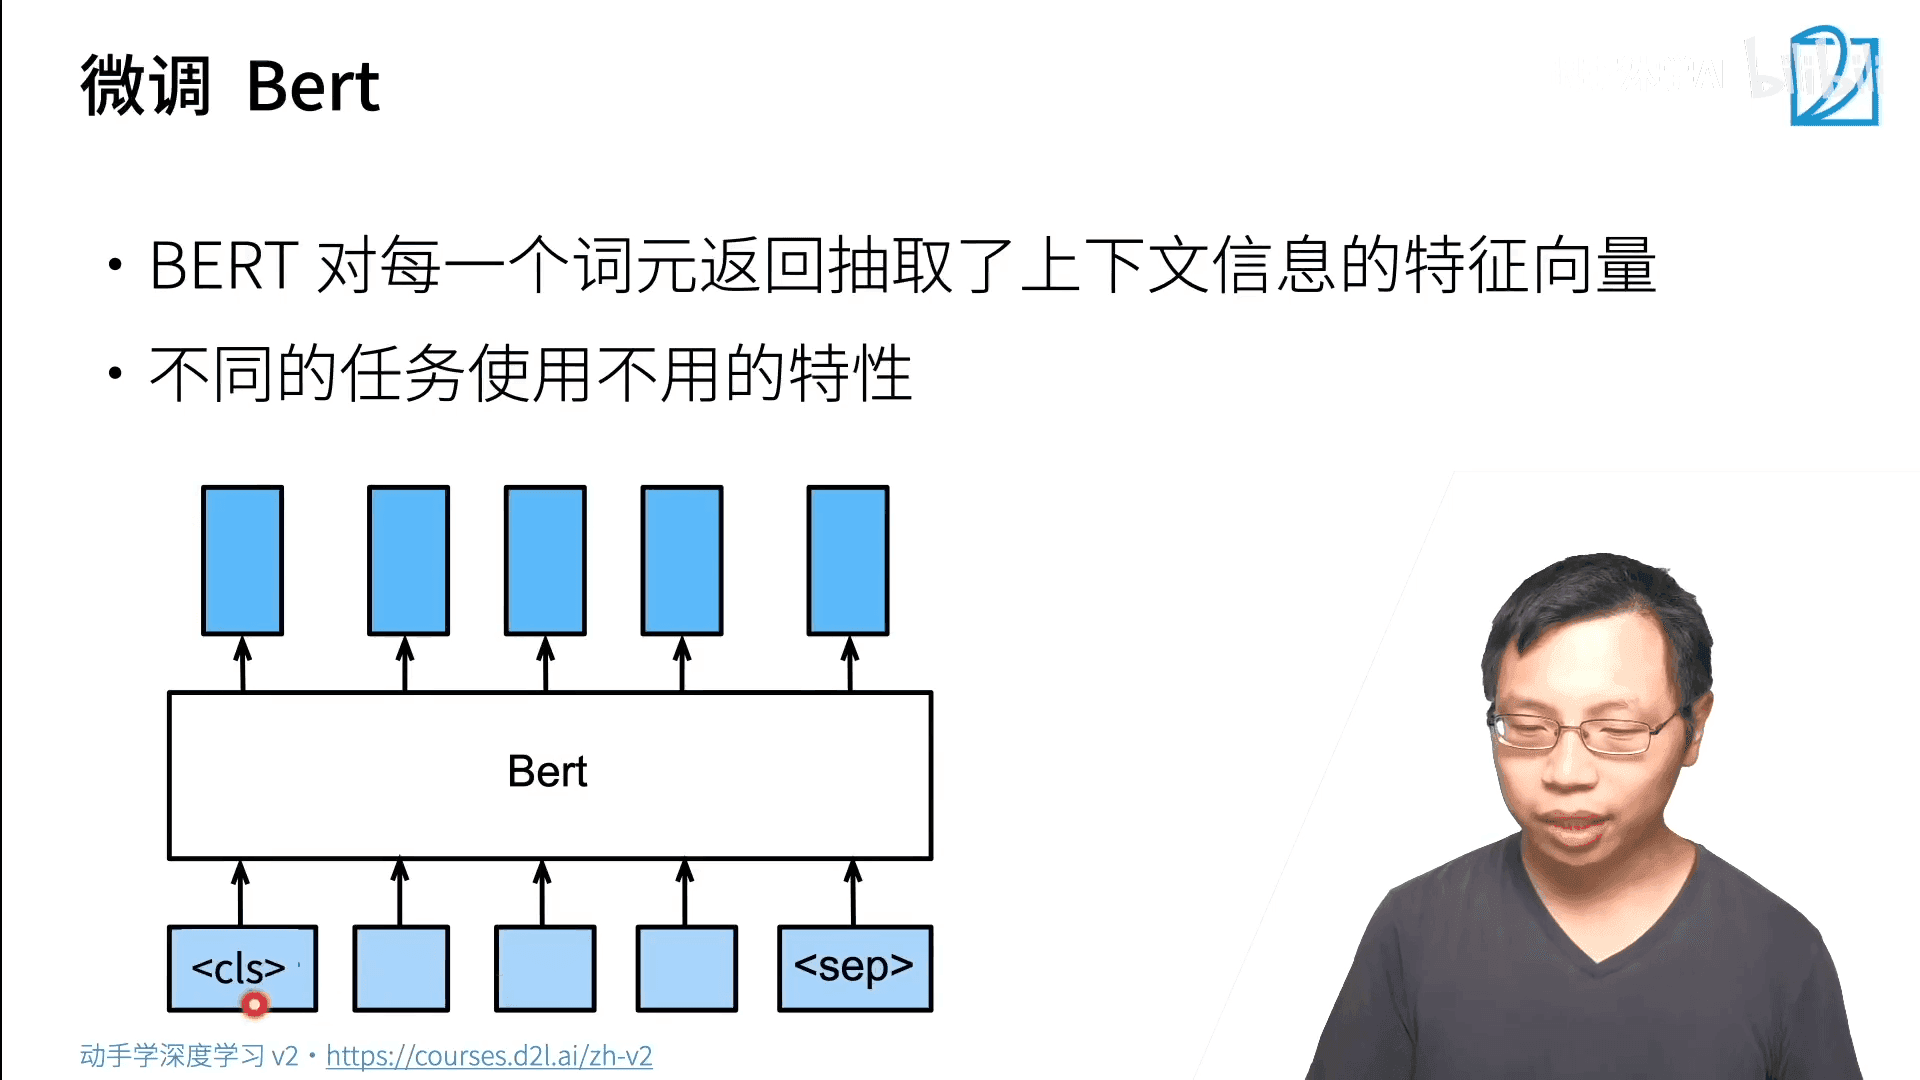 微调 Bert
bilibili
• BERT 对每一个词元返回抽取了上下文信息的特征向量
• 不同的任务使用不用的特性
Bert
<cls>
<sep>
动手学深度学习 v2 • https://courses.d2l.ai/zh-v2